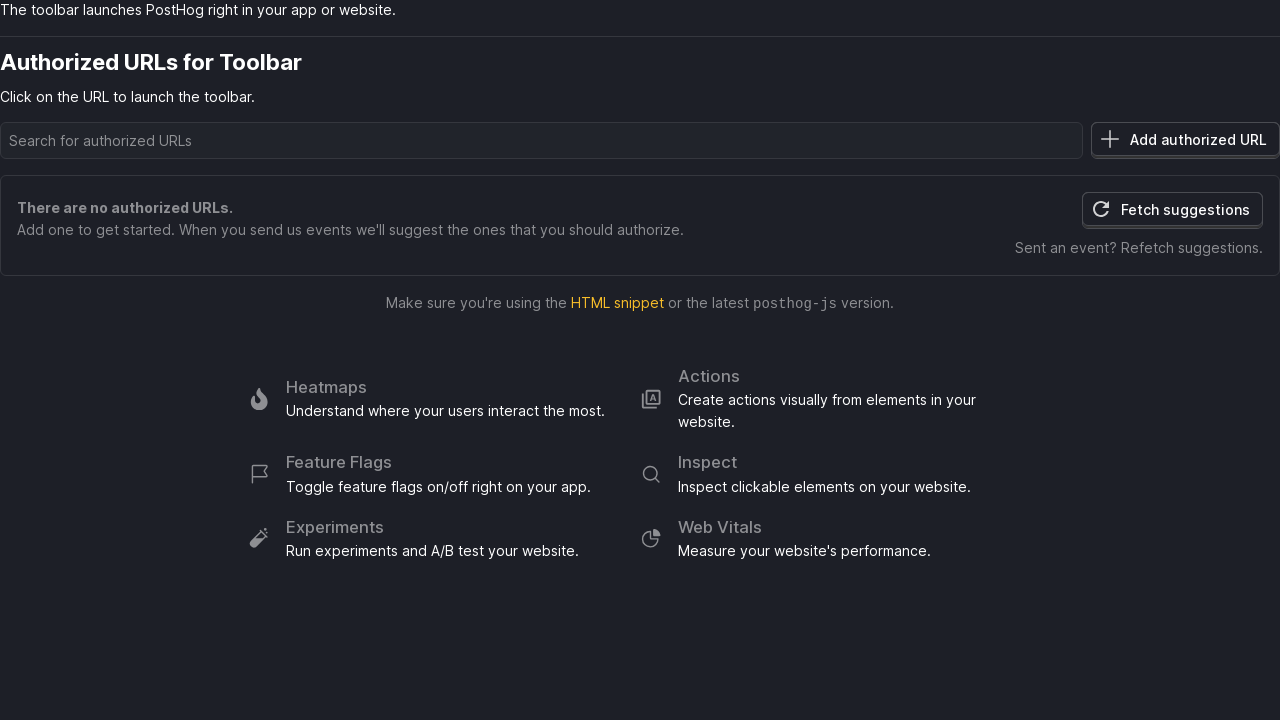 The toolbar launches PostHog right in your app or website.
Authorized URLs for Toolbar
Click on the URL to launch the toolbar.
Search for authorized URLs
Add authorized URL
There are no authorized URLs.
Add one to get started. When you send us events we'll suggest the ones that you should authorize.
Fetch suggestions
Sent an event? Refetch suggestions.
Make sure you're using the HTML snippet or the latest posthog-js version.
Heatmaps
Understand where your users interact the most.
Actions
Create actions visually from elements in your
website.
Feature Flags
Toggle feature flags on/off right on your app.
Inspect
Inspect clickable elements on your website.
Experiments
Run experiments and A/B test your website.
Web Vitals
Measure your website's performance.